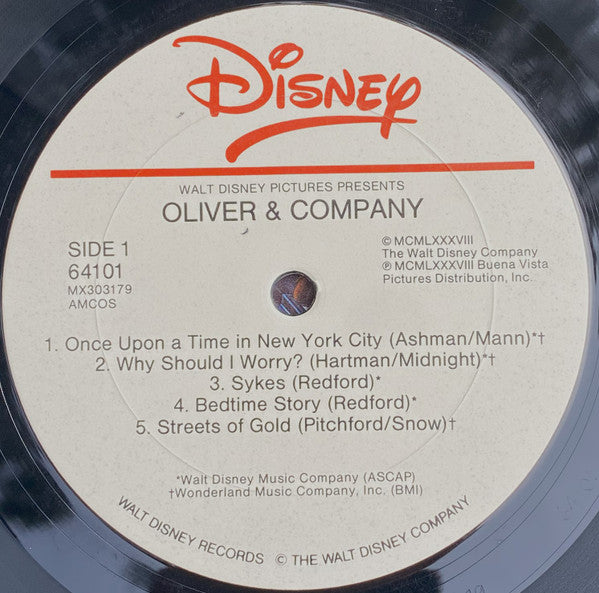 Disney
WALT DISNEY PICTURES PRESENTS
OLIVER & COMPANY
SIDE 1
64101
MX303179
AMCOS
© MCMLXXXVIII
The Walt Disney Company
℗ MCMLXXXVIII Buena Vista
Pictures Distribution, Inc.
1. Once Upon a Time in New York City (Ashman/Mann)*†
2. Why Should I Worry? (Hartman/Midnight)*†
3. Sykes (Redford)*
4. Bedtime Story (Redford)*
5. Streets of Gold (Pitchford/Snow)†
*Walt Disney Music Company (ASCAP)
†Wonderland Music Company, Inc. (BMI)
WALT DISNEY RECORDS © THE WALT DISNEY COMPANY